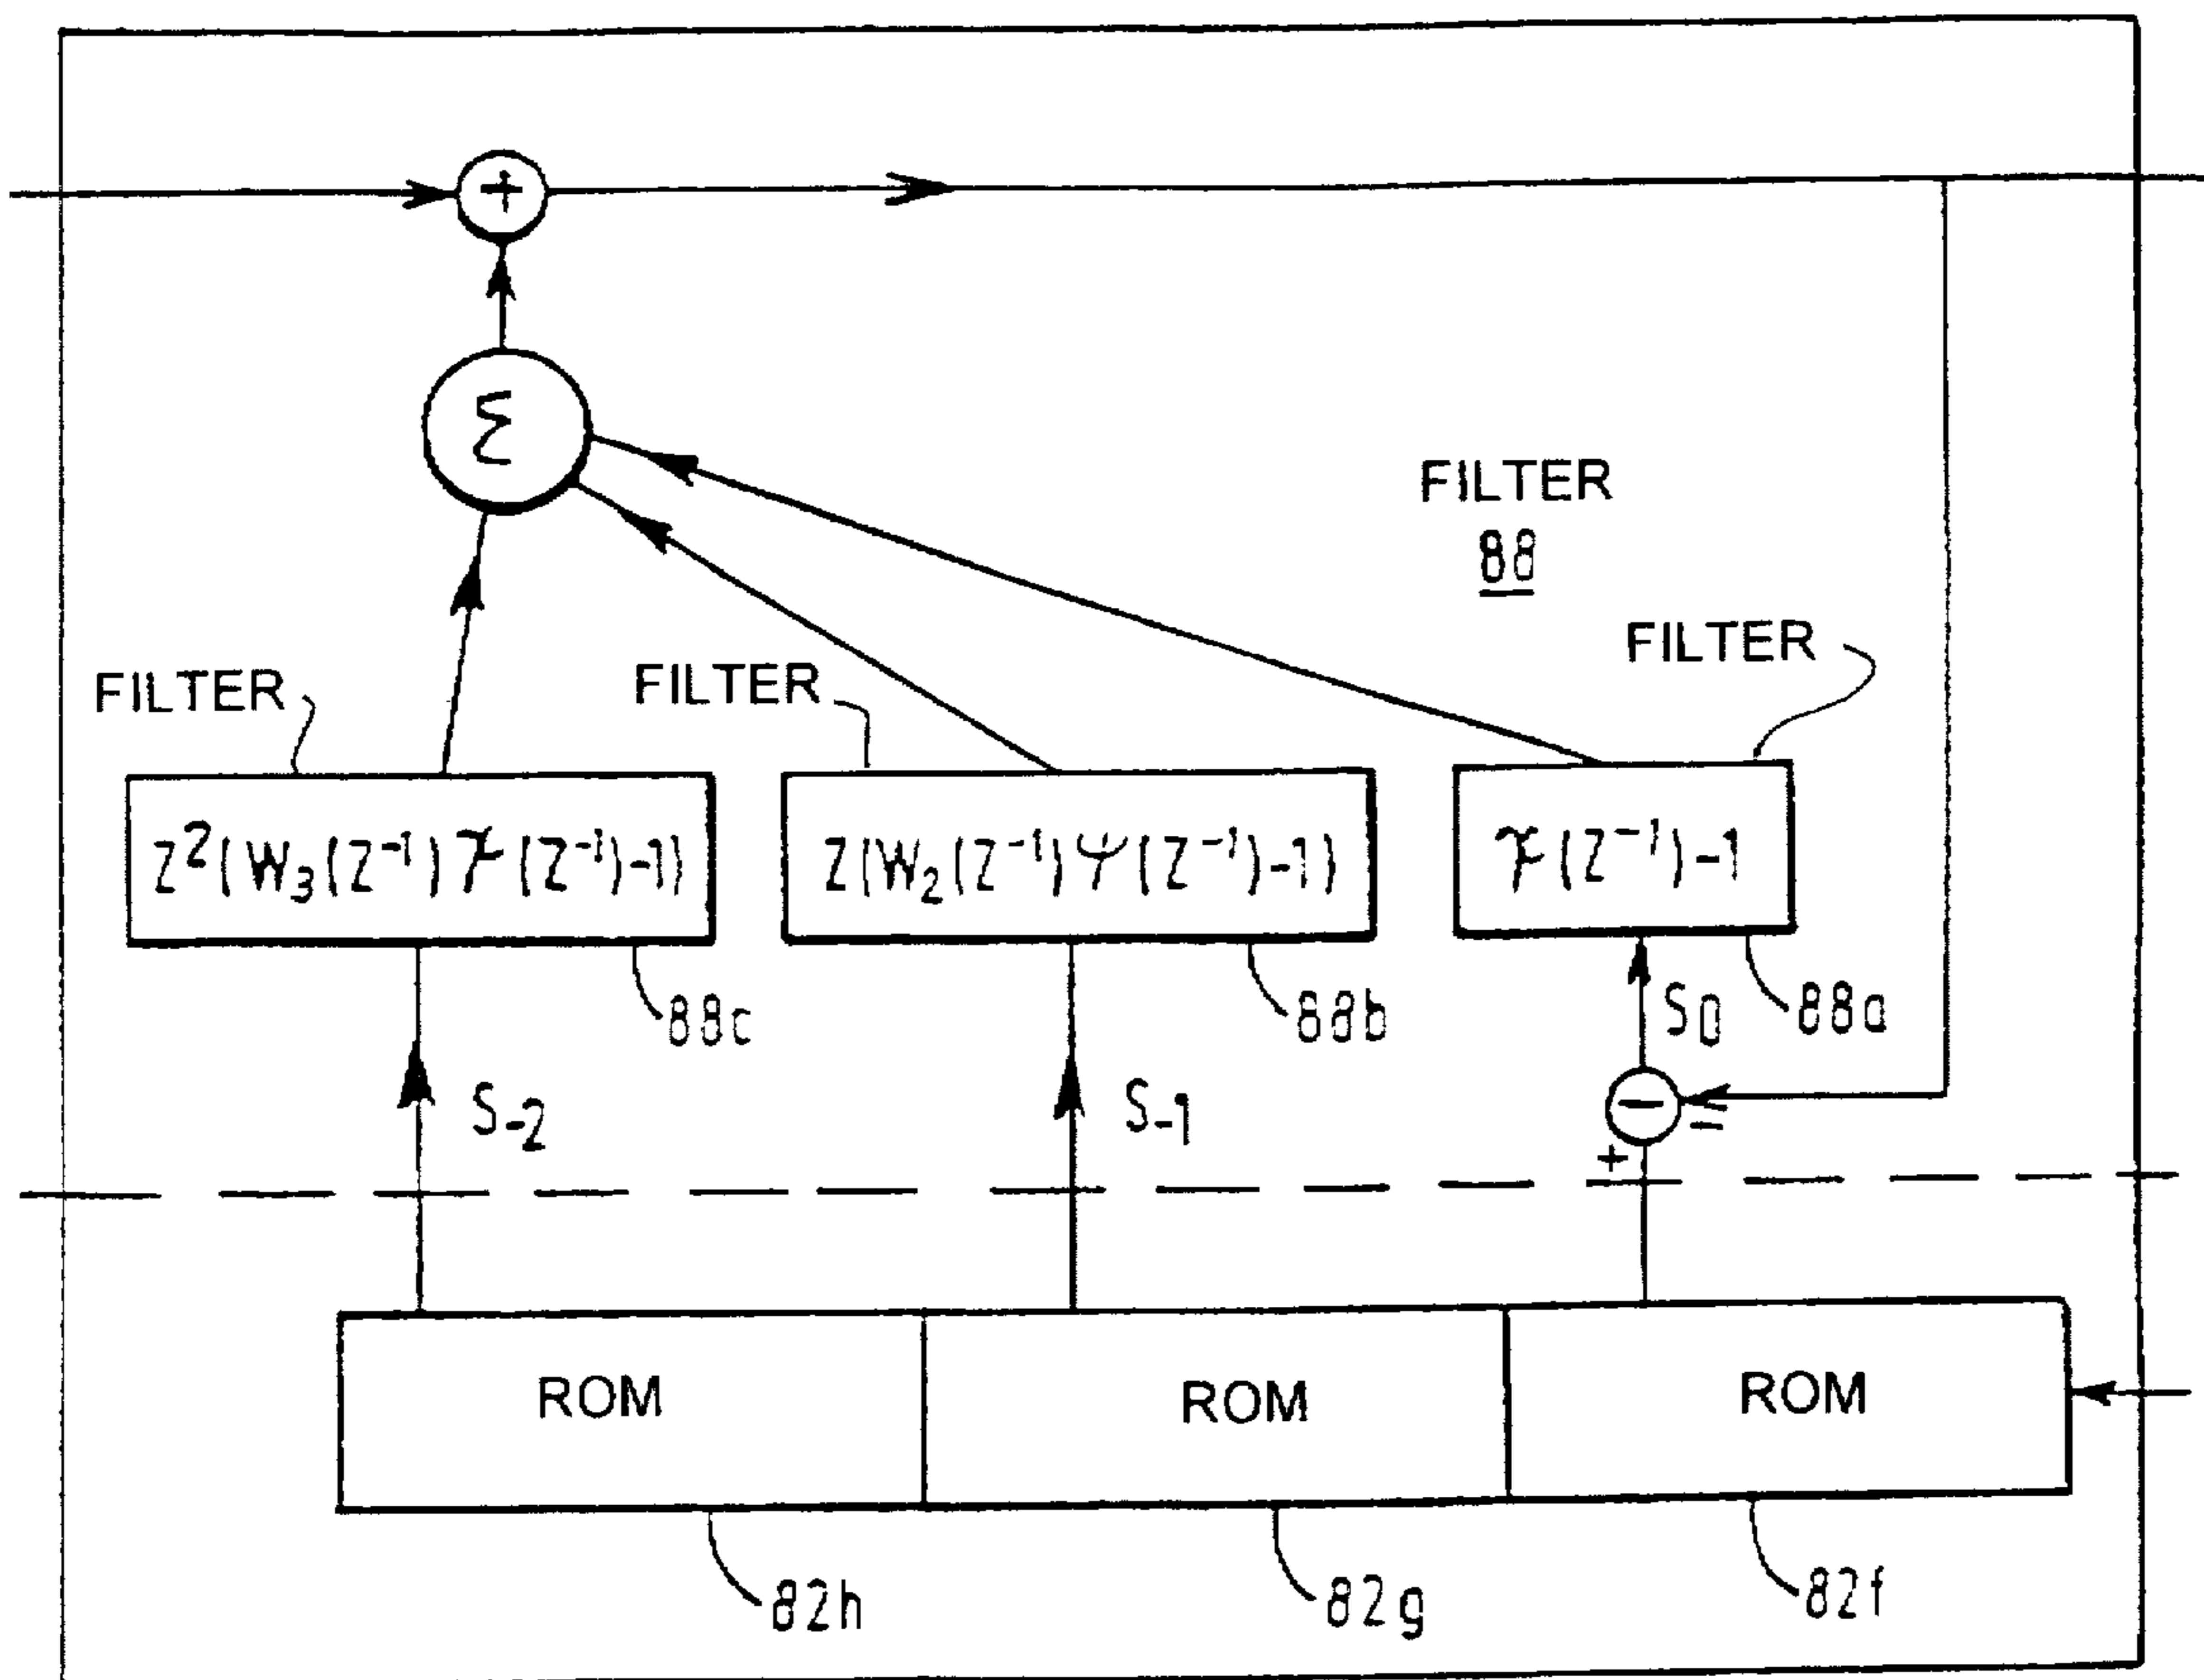 +
Σ
FILTER
88
FILTER
FILTER
FILTER
Z²(W₃(Z⁻¹)𝓕(Z⁻¹)-1)
Z(W₂(Z⁻¹)Ψ(Z⁻¹)-1)
𝓕(Z⁻¹)-1
88c
88b
S₀
88a
S₋₂
S₋₁
−
=
+
ROM
ROM
ROM
82h
82g
82f